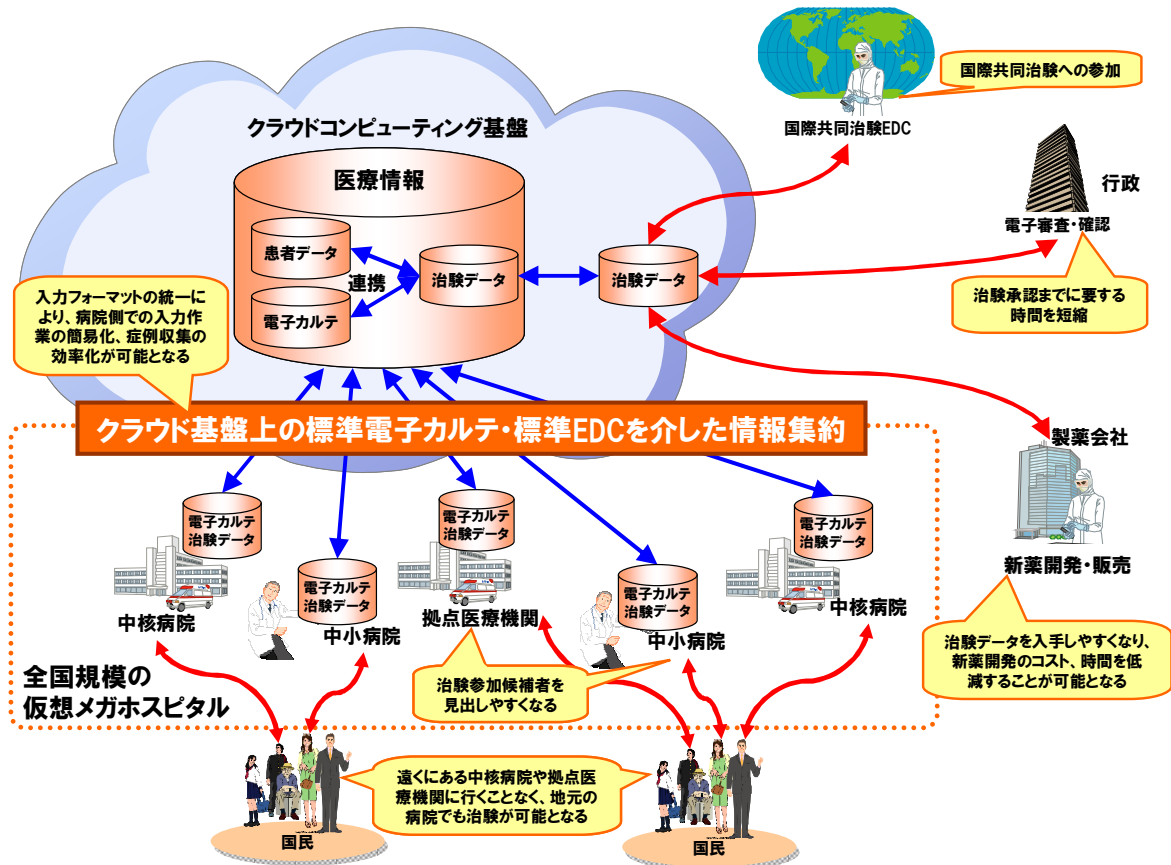 国際共同治験への参加
国際共同治験EDC
クラウドコンピューティング基盤
医療情報
患者データ
連携
電子カルテ
治験データ
治験データ
行政
電子審査・確認
治験承認までに要する
時間を短縮
入力フォーマットの統一に
より、病院側での入力作
業の簡易化、症例収集の
効率化が可能となる
クラウド基盤上の標準電子カルテ・標準EDCを介した情報集約
製薬会社
新薬開発・販売
治験データを入手しやすくなり、
新薬開発のコスト、時間を低
減することが可能となる
電子カルテ
治験データ
中核病院
電子カルテ
治験データ
中小病院
電子カルテ
治験データ
拠点医療機関
電子カルテ
治験データ
中小病院
電子カルテ
治験データ
中核病院
治験参加候補者を
見出しやすくなる
全国規模の
仮想メガホスピタル
遠くにある中核病院や拠点医
療機関に行くことなく、地元の
病院でも治験が可能となる
国民
国民